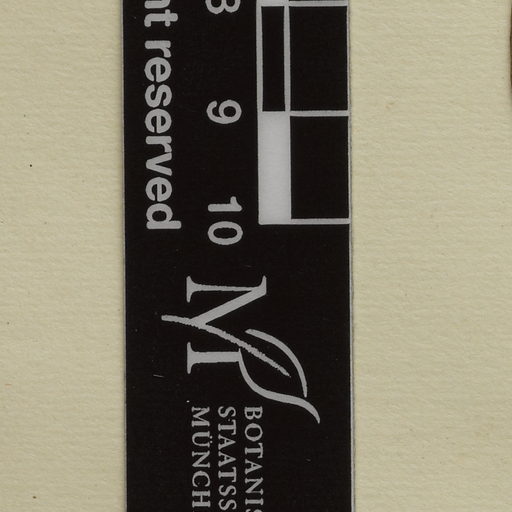 8 9 10
nt reserved
BOTANIS
STAATSS
MÜNCH